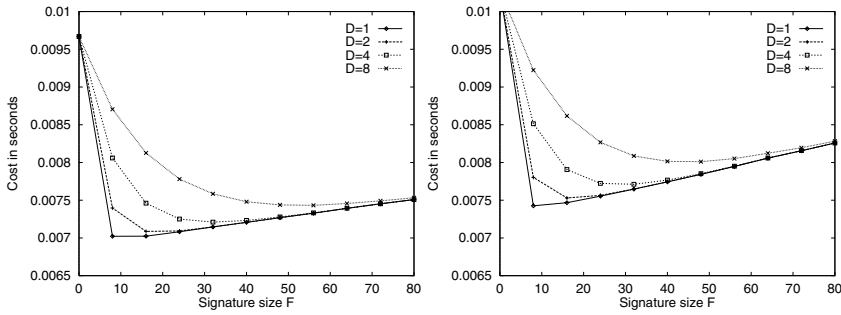 0.01
0.0095
0.009
0.0085
0.008
0.0075
0.007
0.0065
Cost in seconds
0 10 20 30 40 50 60 70 80
Signature size F
D=1
D=2
D=4
D=8
0.01
0.0095
0.009
0.0085
0.008
0.0075
0.007
0.0065
Cost in seconds
0 10 20 30 40 50 60 70 80
Signature size F
D=1
D=2
D=4
D=8